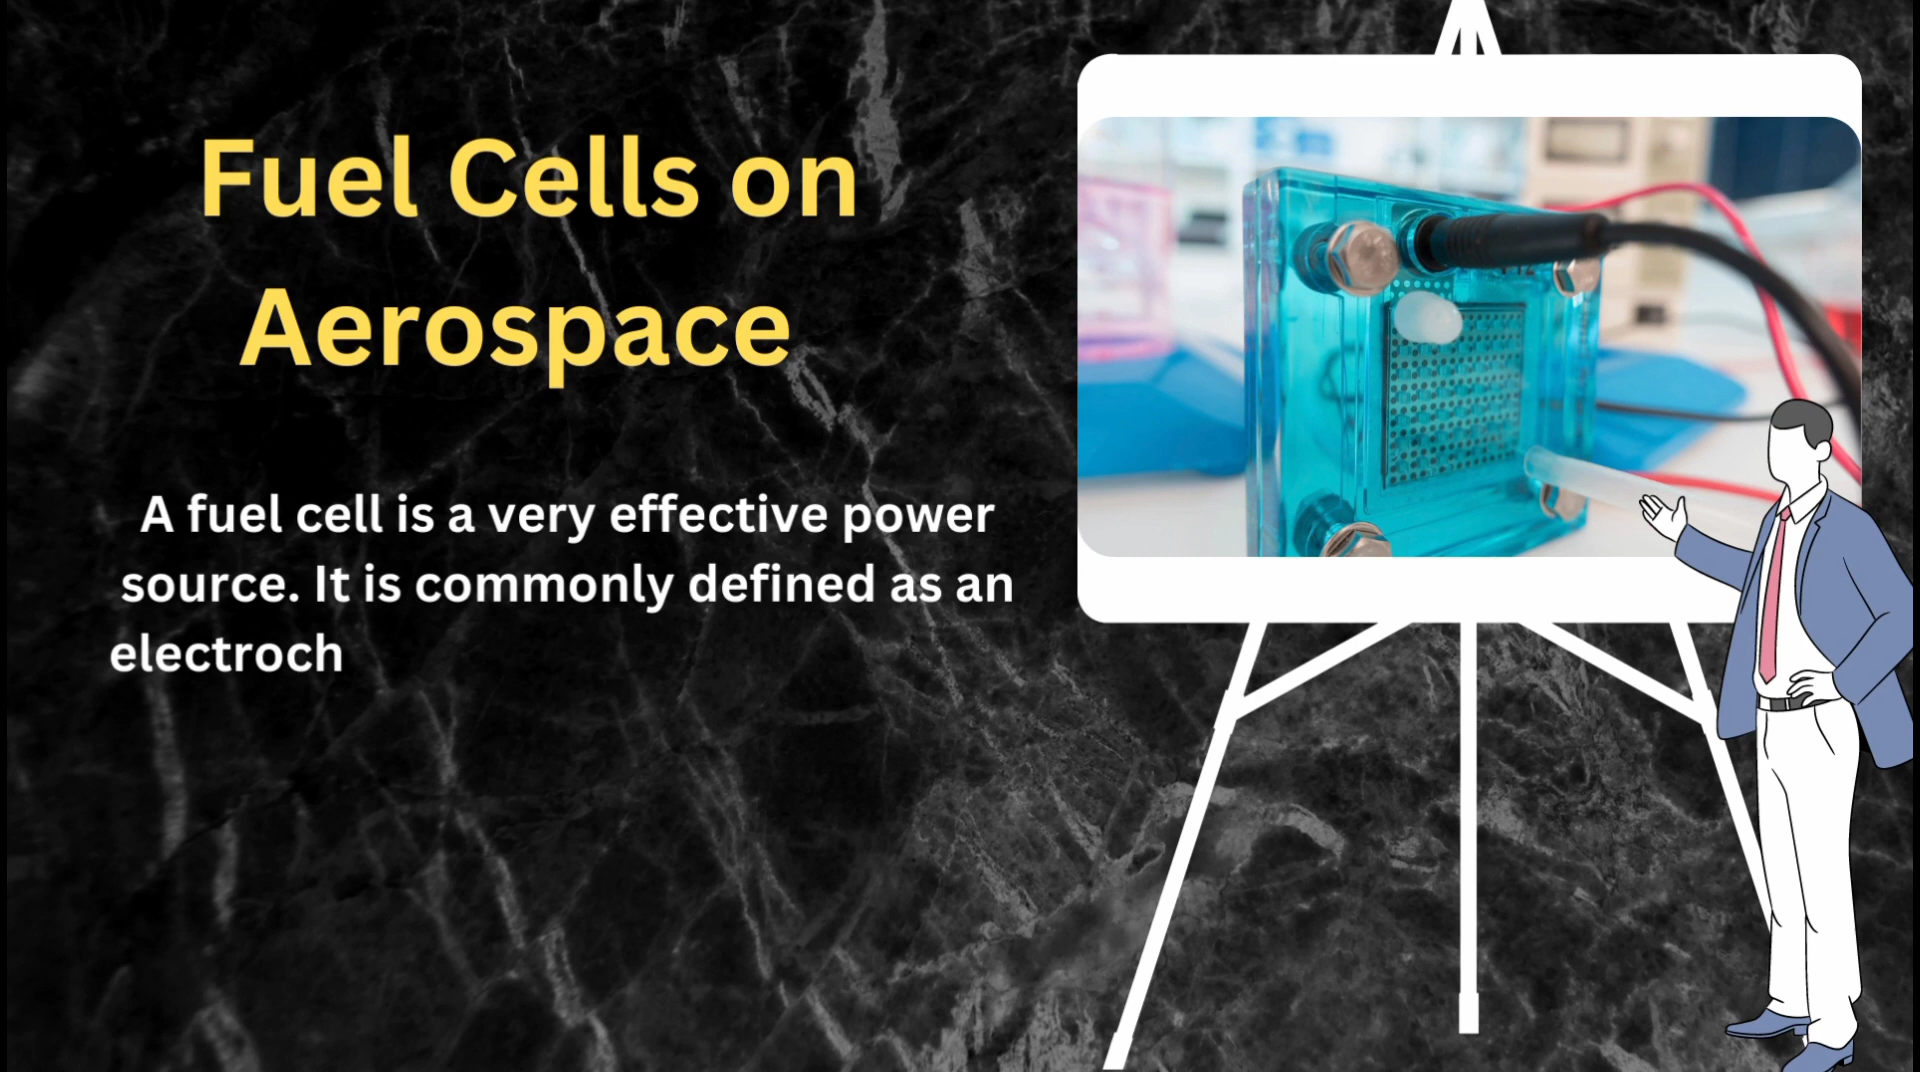 Fuel Cells on
Aerospace
A fuel cell is a very effective power
source. It is commonly defined as an
electroch